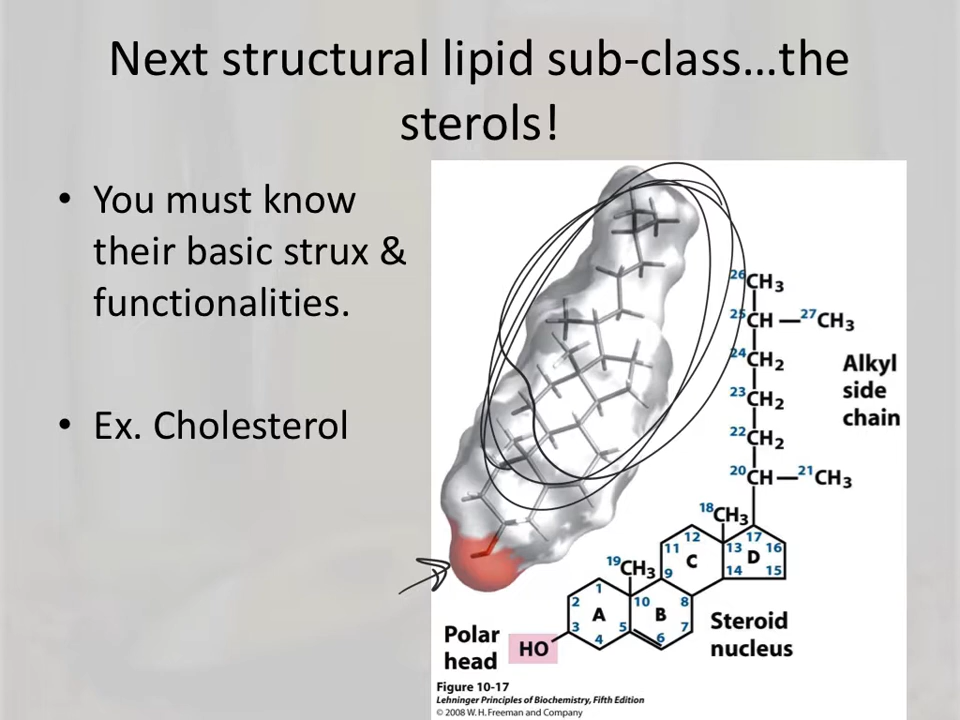 Next structural lipid sub-class...the
sterols!
• You must know
their basic strux &
functionalities.
• Ex. Cholesterol
26CH3
25CH — 27CH3
24CH2
23CH2
22CH2
20CH — 21CH3
Alkyl
side
chain
18CH3
12
17
11
13
16
C
D
19CH3
9
14
15
1
2
10
8
A
B
3
5
7
4
6
Steroid
nucleus
Polar
head
HO
Figure 10-17
Lehninger Principles of Biochemistry, Fifth Edition
© 2008 W. H. Freeman and Company